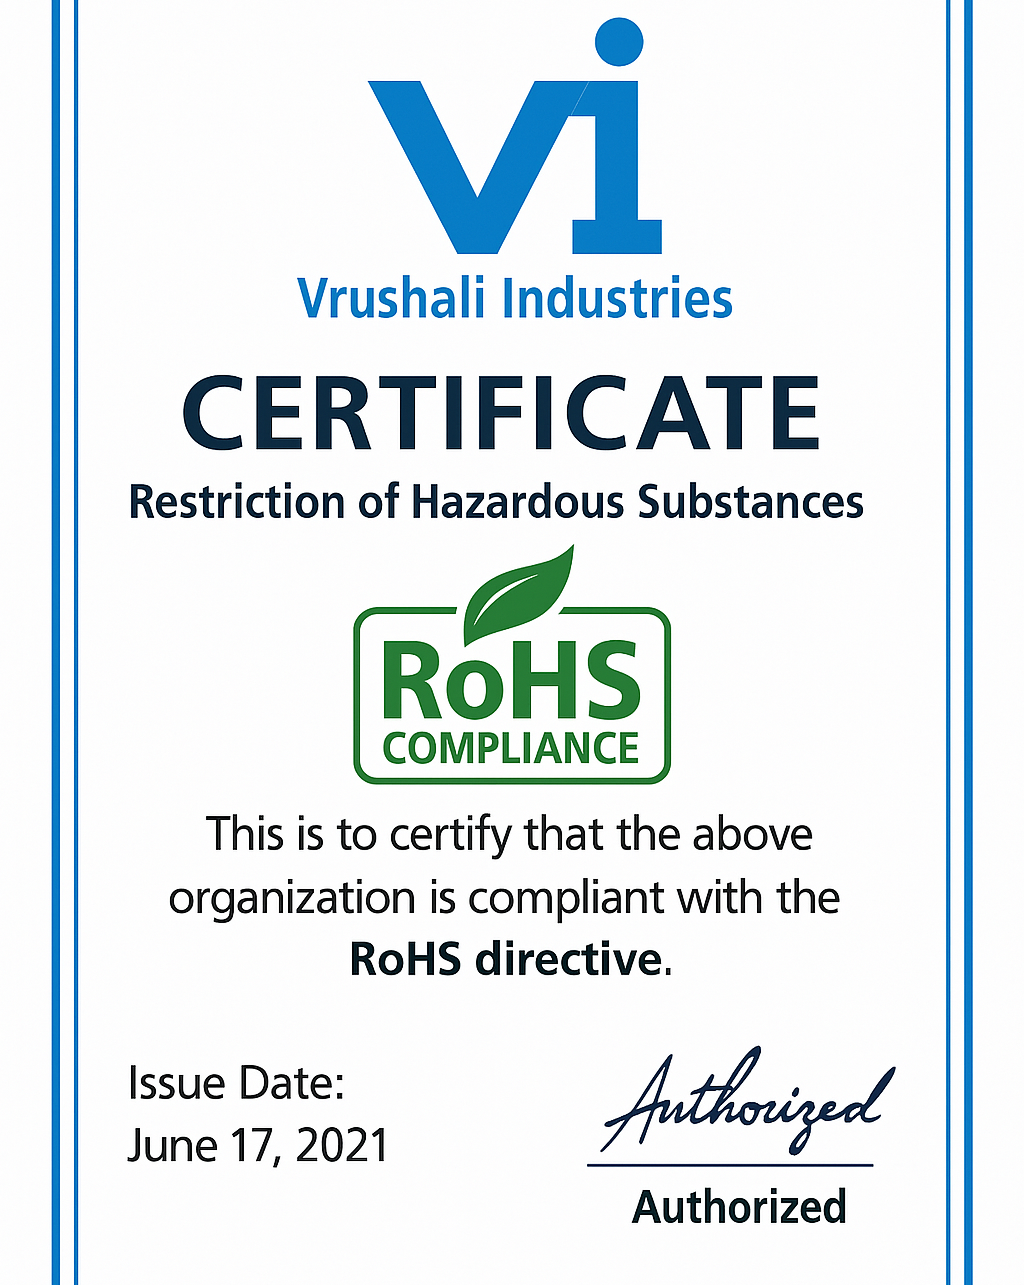 Vi
Vrushali Industries
CERTIFICATE
Restriction of Hazardous Substances
RoHS
COMPLIANCE
This is to certify that the above
organization is compliant with the
RoHS directive.
Issue Date:
June 17, 2021
Authorized
Authorized